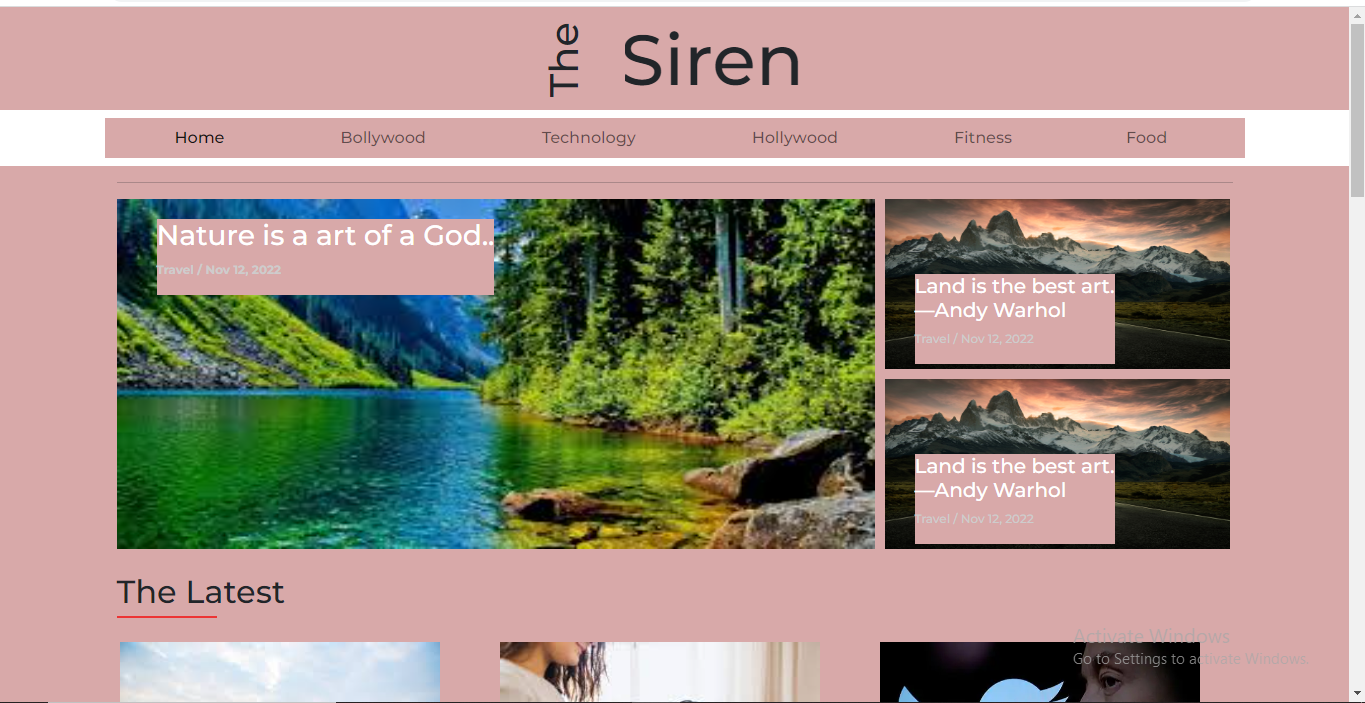 The Siren
Home Bollywood Technology Hollywood Fitness Food
Nature is a art of a God..
Travel / Nov 12, 2022
Land is the best art.
—Andy Warhol
Travel / Nov 12, 2022
Land is the best art.
—Andy Warhol
Travel / Nov 12, 2022
The Latest
Activate Windows
Go to Settings to activate Windows.